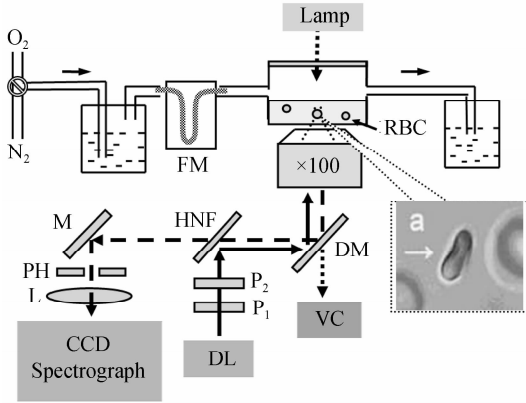 Lamp
O2
N2
FM
RBC
×100
a
M
HNF
DM
PH
P2
L
P1
VC
CCD
Spectrograph
DL